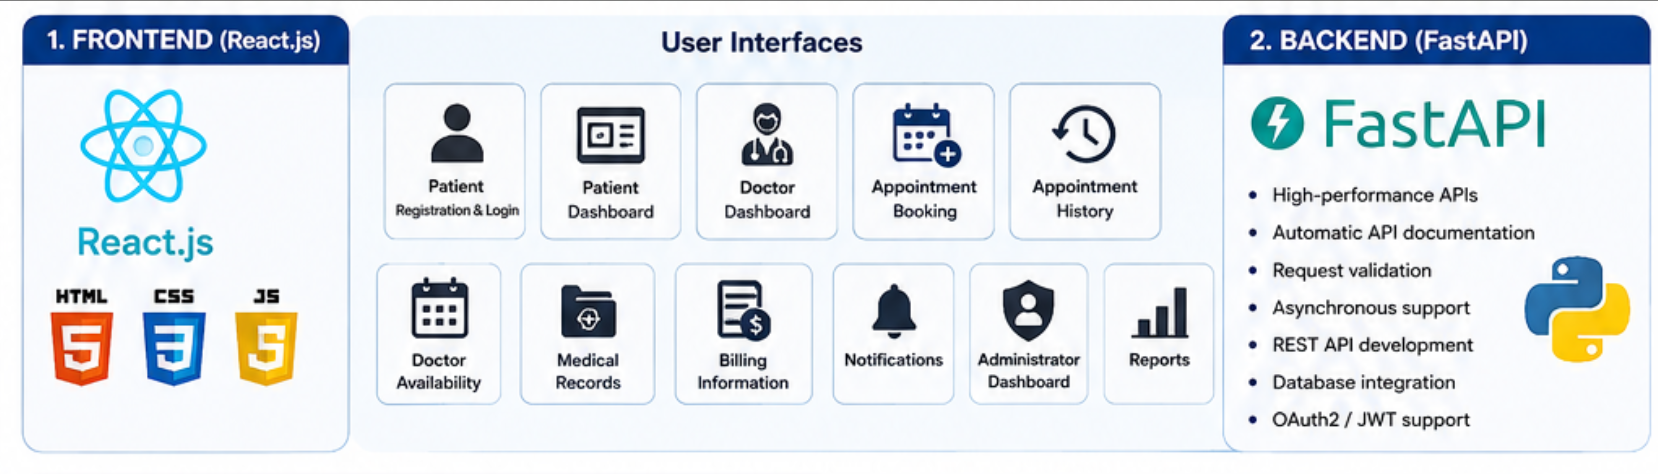 1. FRONTEND (React.js)
React.js
HTML
CSS
JS
5
3
S
User Interfaces
Patient
Registration & Login
Patient
Dashboard
Doctor
Dashboard
Appointment
Booking
Appointment
History
Doctor
Availability
Medical
Records
$
Billing
Information
Notifications
Administrator
Dashboard
Reports
2. BACKEND (FastAPI)
FastAPI
• High-performance APIs
• Automatic API documentation
• Request validation
• Asynchronous support
• REST API development
• Database integration
• OAuth2 / JWT support